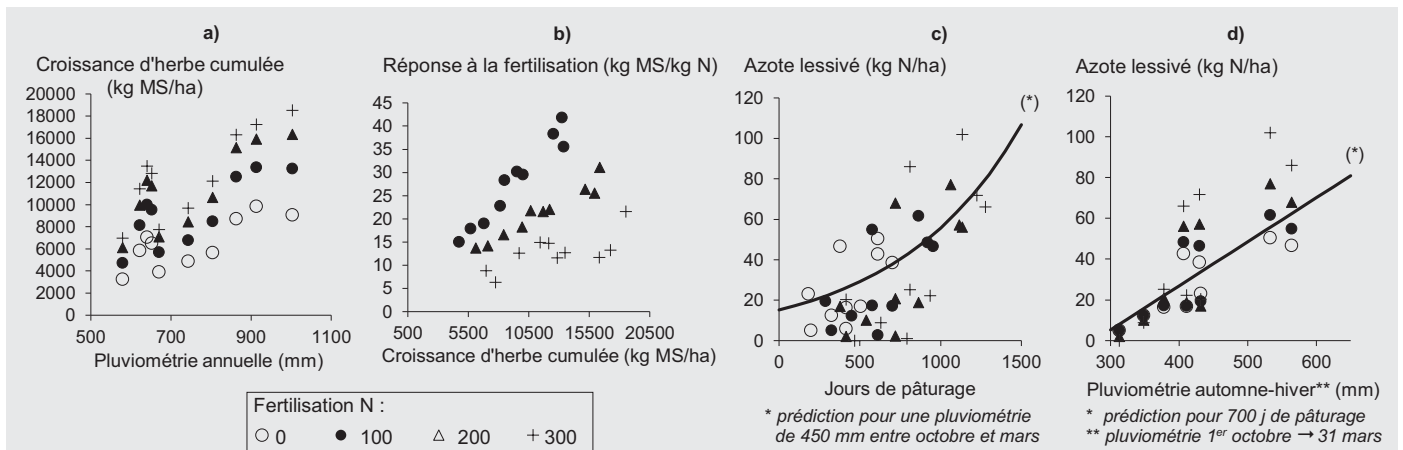 a)
Croissance d'herbe cumulée
(kg MS/ha)
20000
18000
16000
14000
12000
10000
8000
6000
4000
2000
0
500 700 900 1100
Pluviométrie annuelle (mm)
b)
Réponse à la fertilisation (kg MS/kg N)
45
40
35
30
25
20
15
10
5
0
500 5500 10500 15500 20500
Croissance d'herbe cumulée (kg MS/ha)
c)
Azote lessivé (kg N/ha)
120
100
80
60
40
20
0
(*)
0 500 1000 1500
Jours de pâturage
* prédiction pour une pluviométrie
de 450 mm entre octobre et mars
d)
Azote lessivé (kg N/ha)
120
100
80
60
40
20
0
(*)
300 400 500 600
Pluviométrie automne-hiver** (mm)
* prédiction pour 700 j de pâturage
** pluviométrie 1er octobre → 31 mars
Fertilisation N :
0 100 200 300